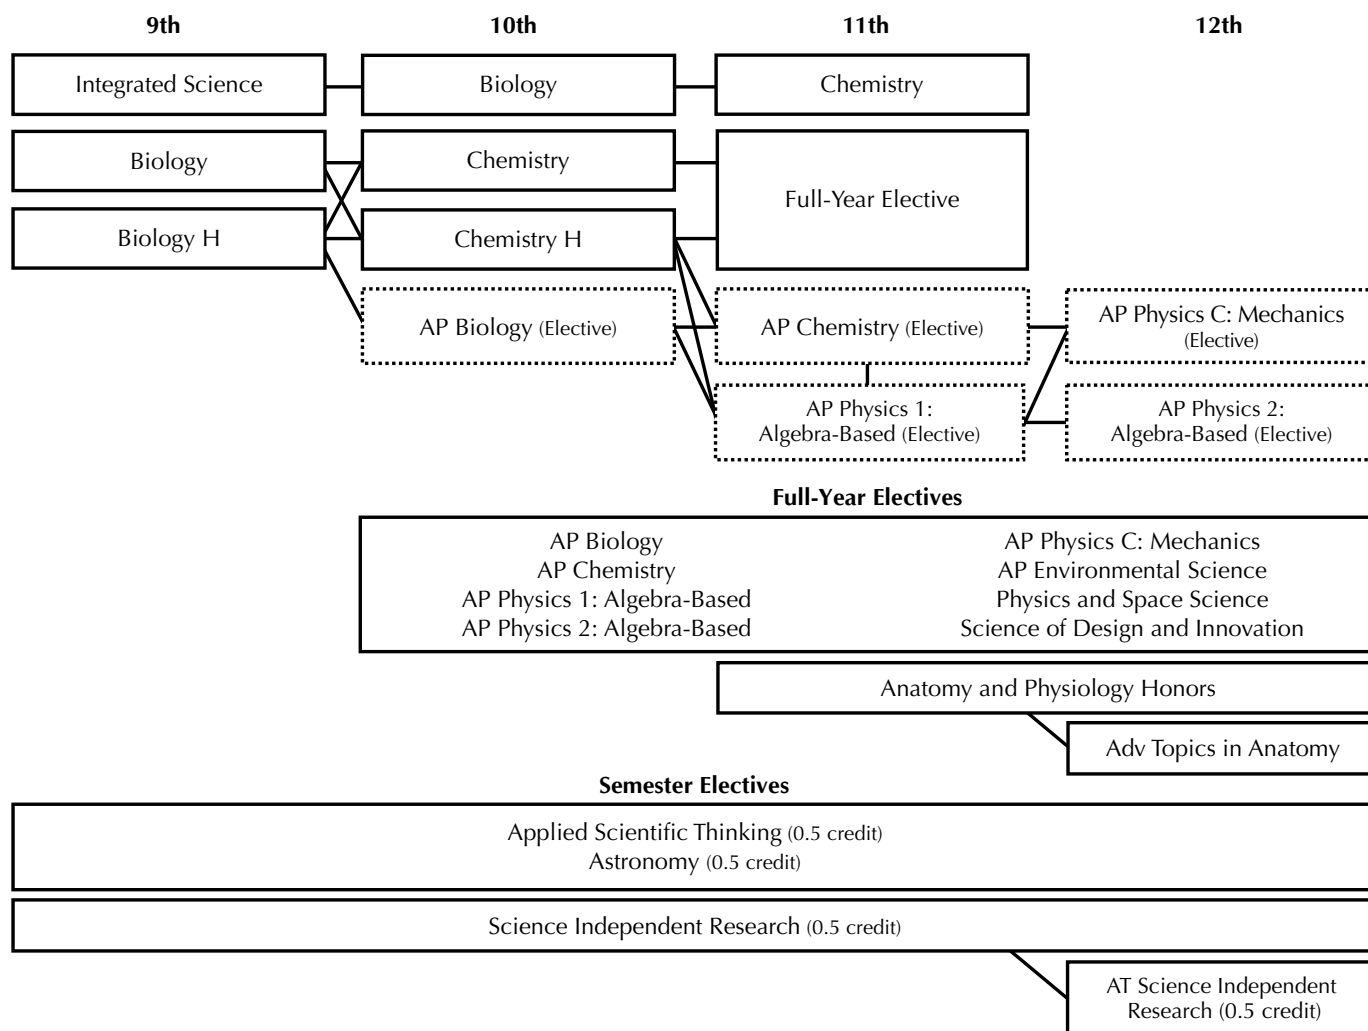 9th 10th 11th 12th
Integrated Science
Biology
Chemistry
Biology
Chemistry
Full-Year Elective
Biology H
Chemistry H
AP Biology (Elective)
AP Chemistry (Elective)
AP Physics C: Mechanics
(Elective)
AP Physics 1:
Algebra-Based (Elective)
AP Physics 2:
Algebra-Based (Elective)
Full-Year Electives
AP Biology
AP Chemistry
AP Physics 1: Algebra-Based
AP Physics 2: Algebra-Based
AP Physics C: Mechanics
AP Environmental Science
Physics and Space Science
Science of Design and Innovation
Anatomy and Physiology Honors
Adv Topics in Anatomy
Semester Electives
Applied Scientific Thinking (0.5 credit)
Astronomy (0.5 credit)
Science Independent Research (0.5 credit)
AT Science Independent
Research (0.5 credit)